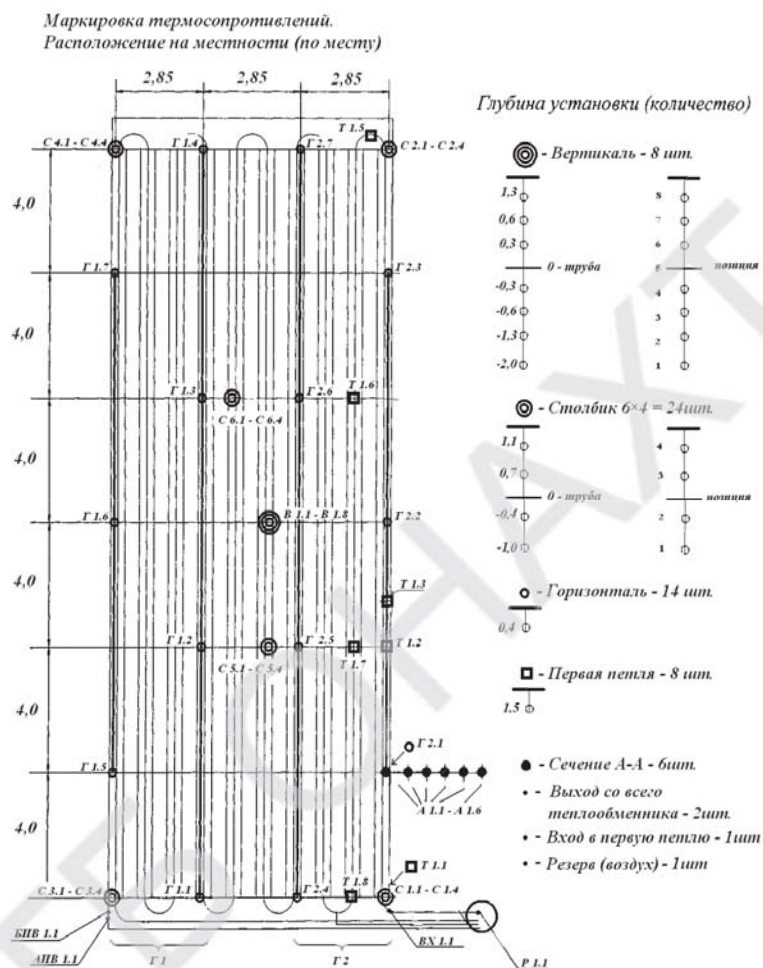 Маркировка термосопротивлений.
Расположение на местности (по месту)
2,85 2,85 2,85
Т 1.5
С 4.1 - С 4.4 Г 1.4 Г 2.7 С 2.1 - С 2.4
4,0
Г 1.7 Г 2.3
4,0
Г 1.3 Г 2.6 Т 1.6
С 6.1 - С 6.4
4,0
Г 1.6 В 1.1 - В 1.8 Г 2.2
4,0
Т 1.3
Г 1.2 Г 2.5 Т 1.2
С 5.1 - С 5.4 Т 1.7
4,0
Г 2.1
Г 1.5
А 1.1 - А 1.6
4,0
Т 1.1
С 3.1 - С 3.4 Г 1.1 Г 2.4 Т 1.8 С 1.1 - С 1.4
БПВ 1.1
АПВ 1.1 Г 1 Г 2 ВХ 1.1 Р 1.1
Глубина установки (количество)
- Вертикаль - 8 шт.
1,3 8
0,6 7
0,3 6
0 - труба 5 позиция
-0,3 4
-0,6 3
-1,3 2
-2,0 1
- Столбик 6×4 = 24шт.
1,1 4
0,7 3
0 - труба позиция
-0,4 2
-1,0 1
- Горизонталь - 14 шт.
0,4
- Первая петля - 8 шт.
1,5
- Сечение А-А - 6шт.
- Выход со всего
теплообменника - 2шт.
- Вход в первую петлю - 1шт
- Резерв (воздух) - 1шт
ОНАХТ